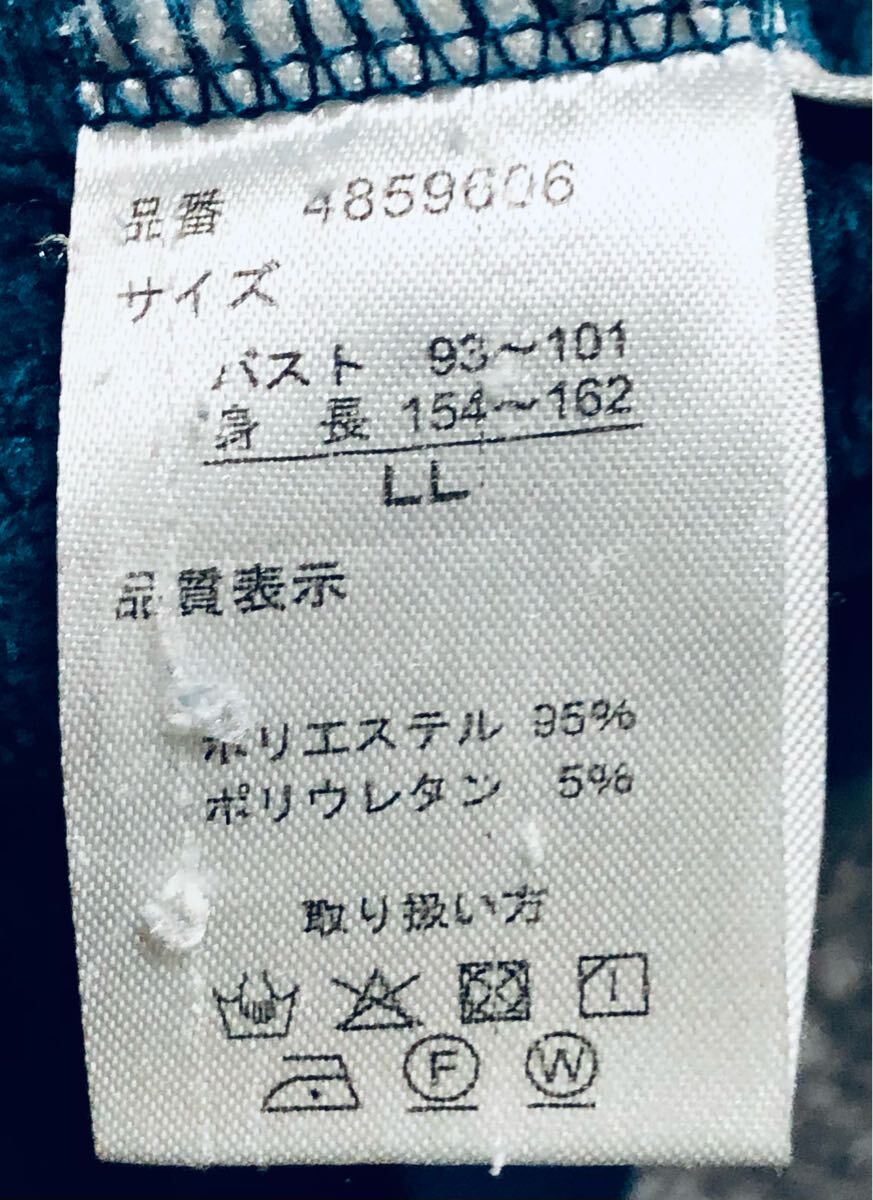 品番 4859606
サイズ
バスト 93～101
身長 154～162
LL
品質表示
ポリエステル 95%
ポリウレタン 5%
取り扱い方
F W